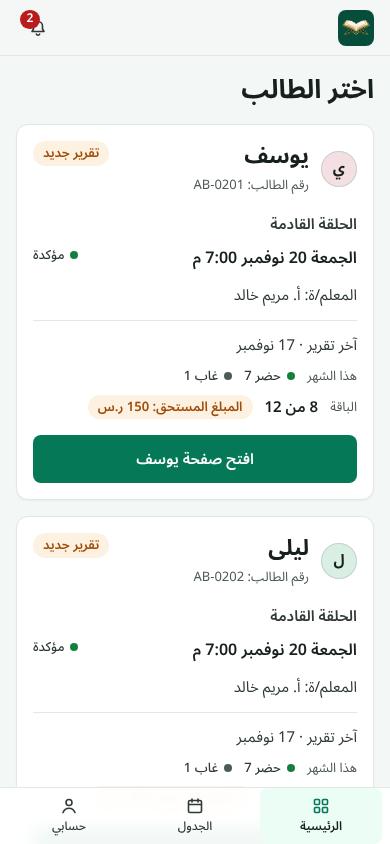 2
اختر الطالب
ي
يوسف
تقرير جديد
رقم الطالب: AB-0201
الحلقة القادمة
الجمعة 20 نوفمبر 7:00 م
مؤكدة
المعلم/ة: أ. مريم خالد
آخر تقرير · 17 نوفمبر
هذا الشهر حضر 7 غاب 1
الباقة 8 من 12 المبلغ المستحق: 150 ر.س
افتح صفحة يوسف
ل
ليلى
تقرير جديد
رقم الطالب: AB-0202
الحلقة القادمة
الجمعة 20 نوفمبر 7:00 م
مؤكدة
المعلم/ة: أ. مريم خالد
آخر تقرير · 17 نوفمبر
هذا الشهر حضر 7 غاب 1
الرئيسية
الجدول
حسابي